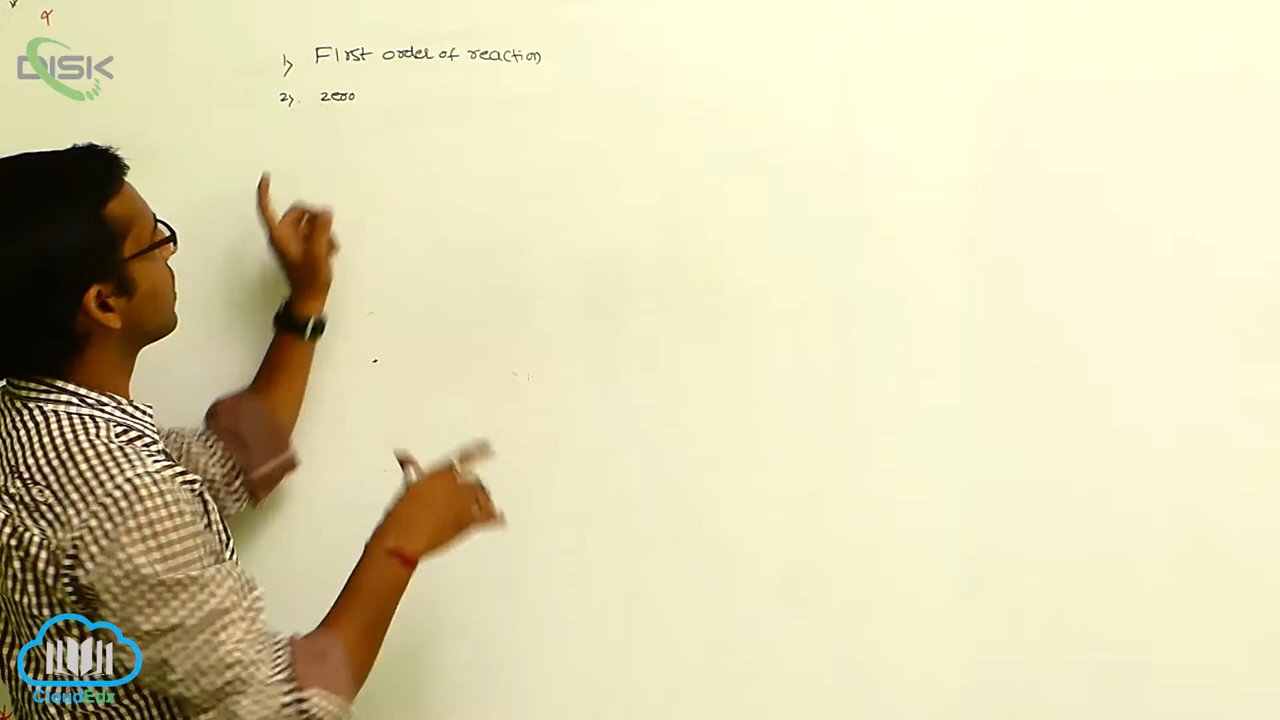 DISK
1) First order of reaction
2) zero
CloudEdz